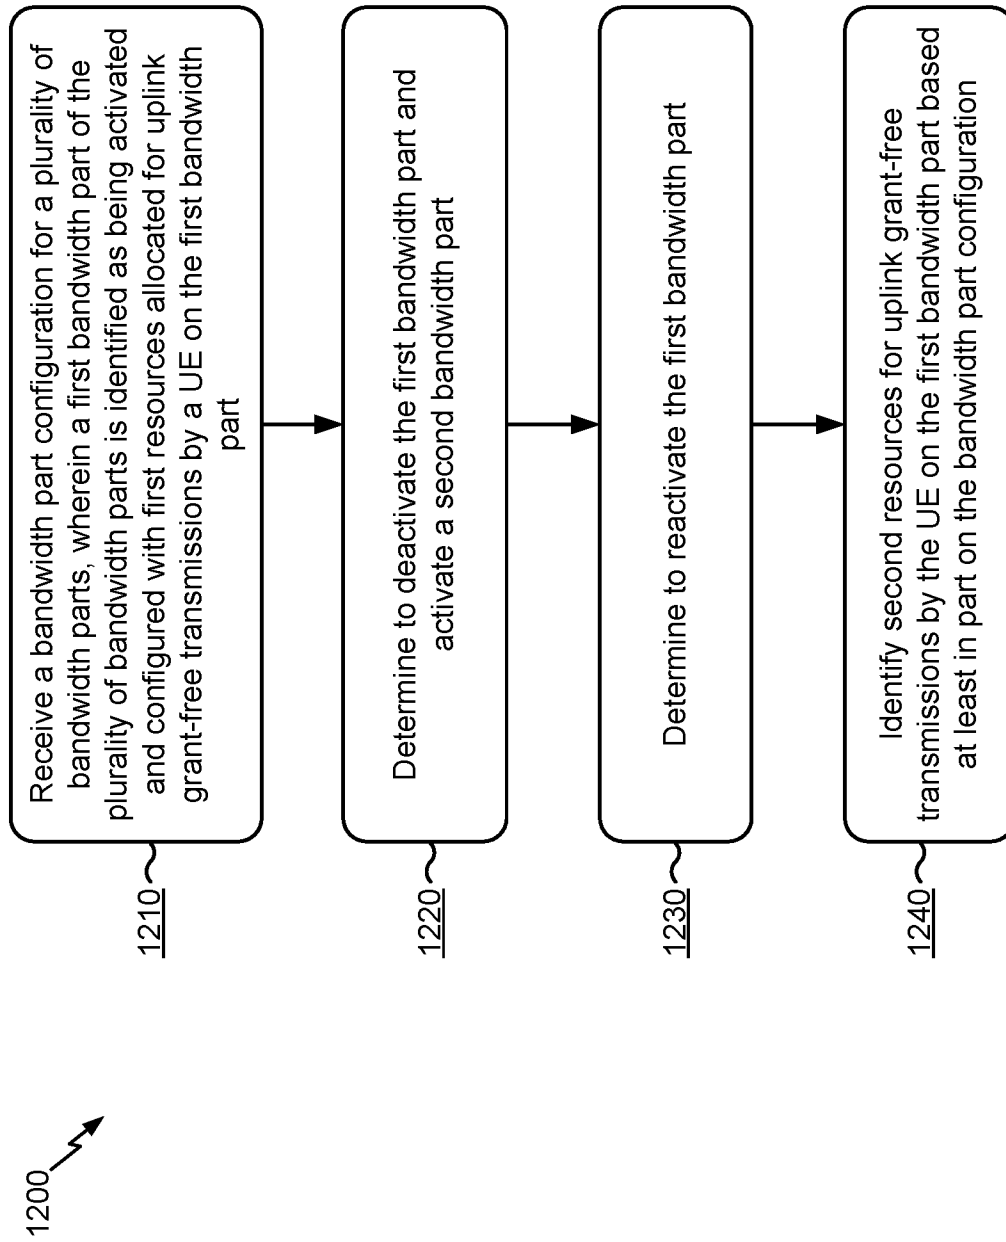 1200
1210
Receive a bandwidth part configuration for a plurality of
bandwidth parts, wherein a first bandwidth part of the
plurality of bandwidth parts is identified as being activated
and configured with first resources allocated for uplink
grant-free transmissions by a UE on the first bandwidth
part
1220
Determine to deactivate the first bandwidth part and
activate a second bandwidth part
1230
Determine to reactivate the first bandwidth part
1240
Identify second resources for uplink grant-free
transmissions by the UE on the first bandwidth part based
at least in part on the bandwidth part configuration